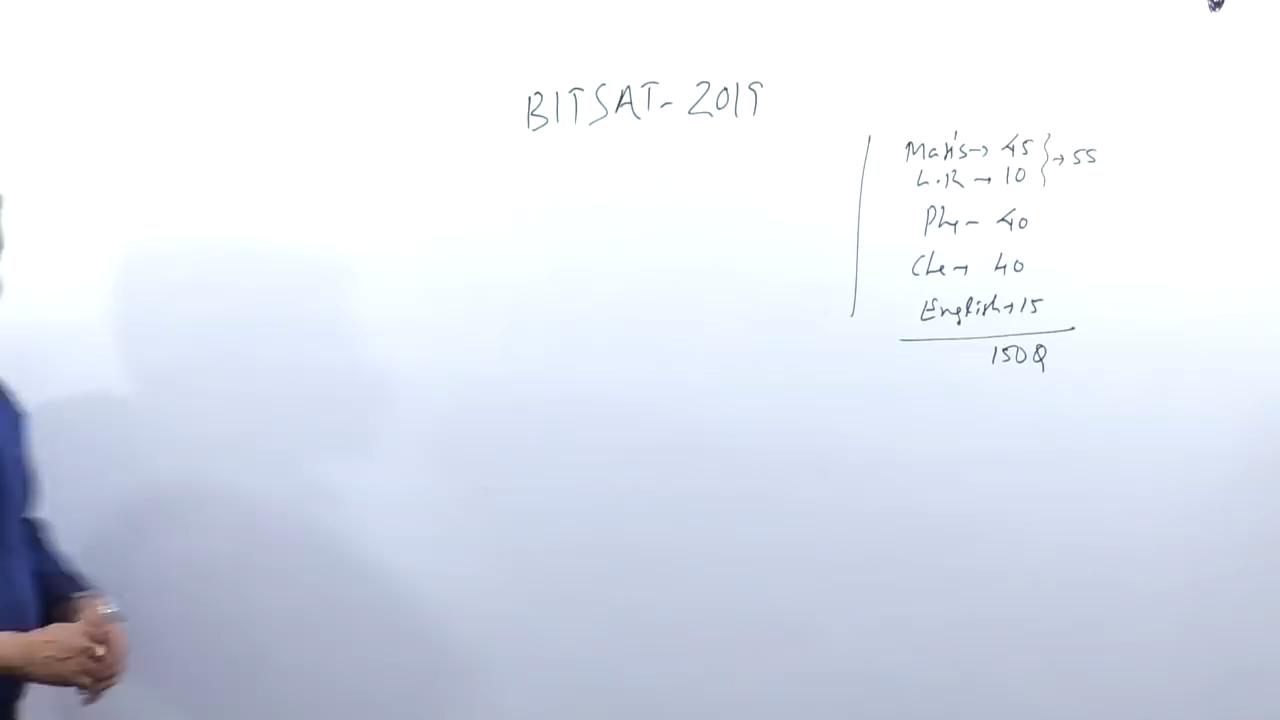 BITSAT- 2019
Maths → 45 } → 55
L.R → 10
Phy - 40
Che → 40
English → 15
150Q